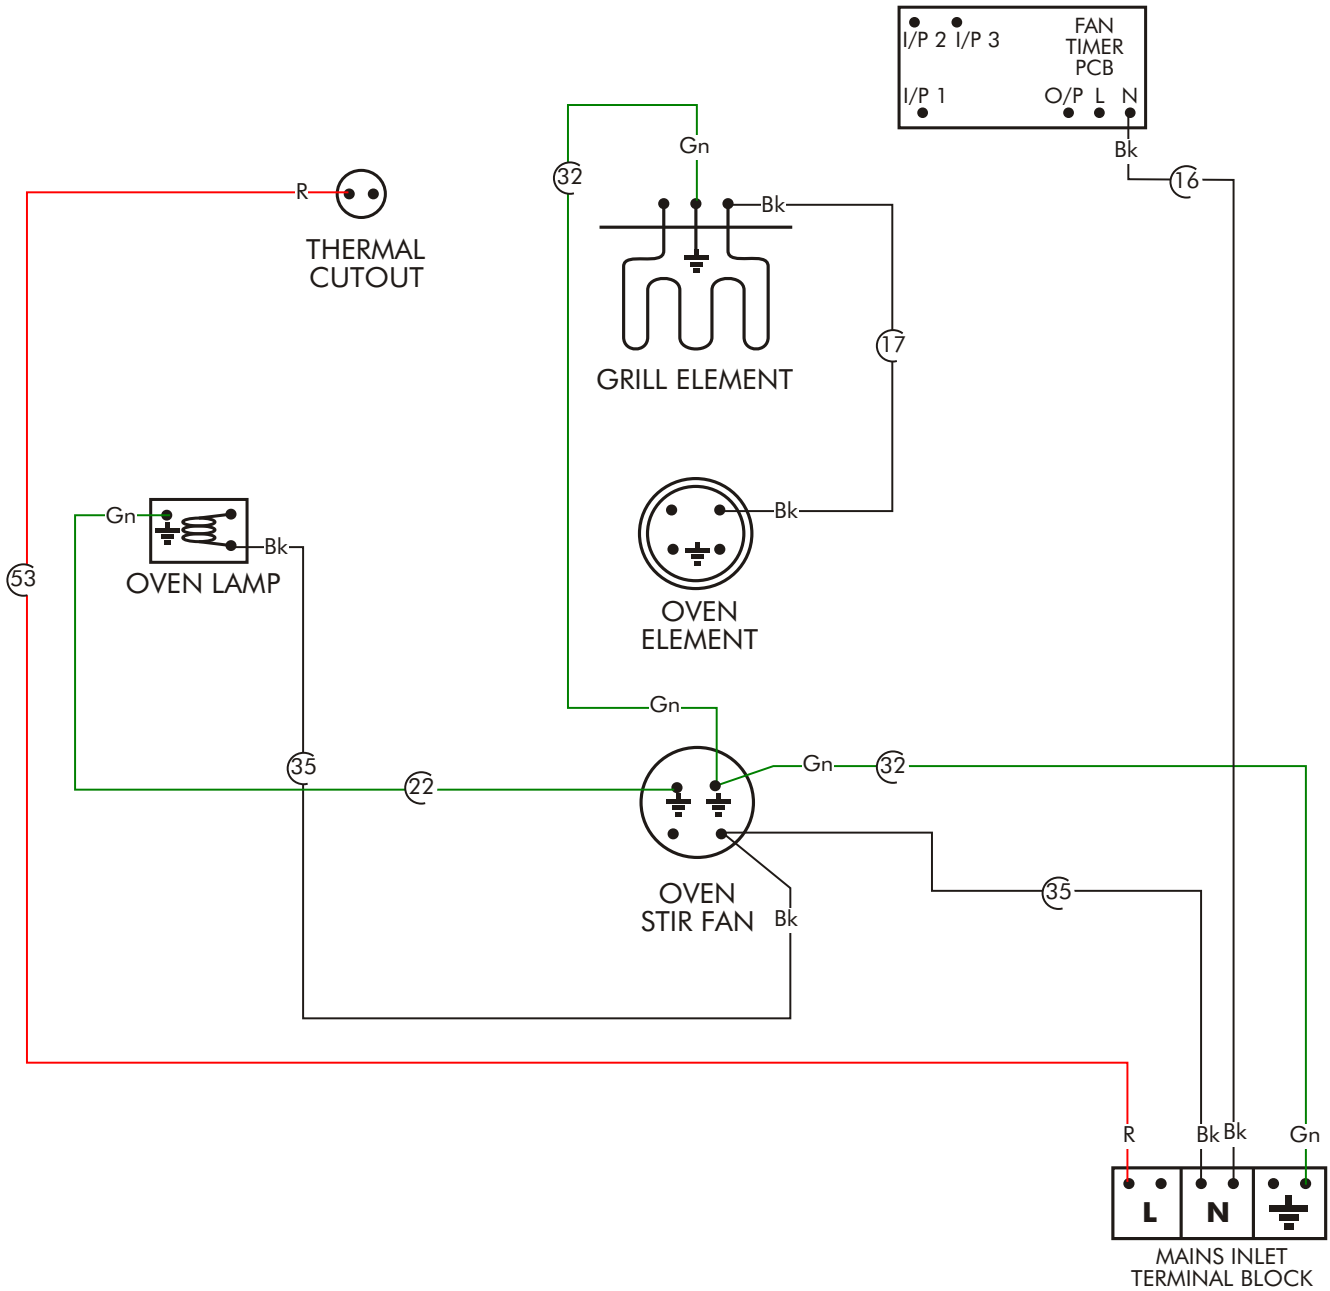 FAN
TIMER
PCB
I/P 2 I/P 3
I/P 1
O/P L N
Bk
16
Gn
32
R
THERMAL
CUTOUT
Bk
17
GRILL ELEMENT
Gn
Bk
OVEN LAMP
Bk
OVEN
ELEMENT
53
Gn
35
22
Gn
32
OVEN
STIR FAN
Bk
35
R
Bk
Bk
Gn
L
N
MAINS INLET
TERMINAL BLOCK